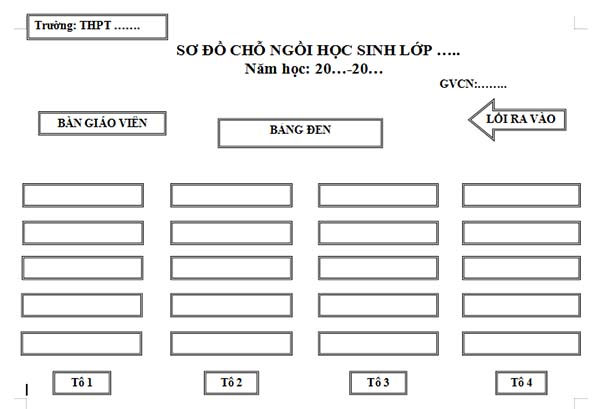 Trường: THPT …….
SƠ ĐỒ CHỖ NGỒI HỌC SINH LỚP …..
Năm học: 20…-20…
GVCN:……..
BÀN GIÁO VIÊN
BẢNG ĐEN
LỐI RA VÀO
Tổ 1
Tổ 2
Tổ 3
Tổ 4